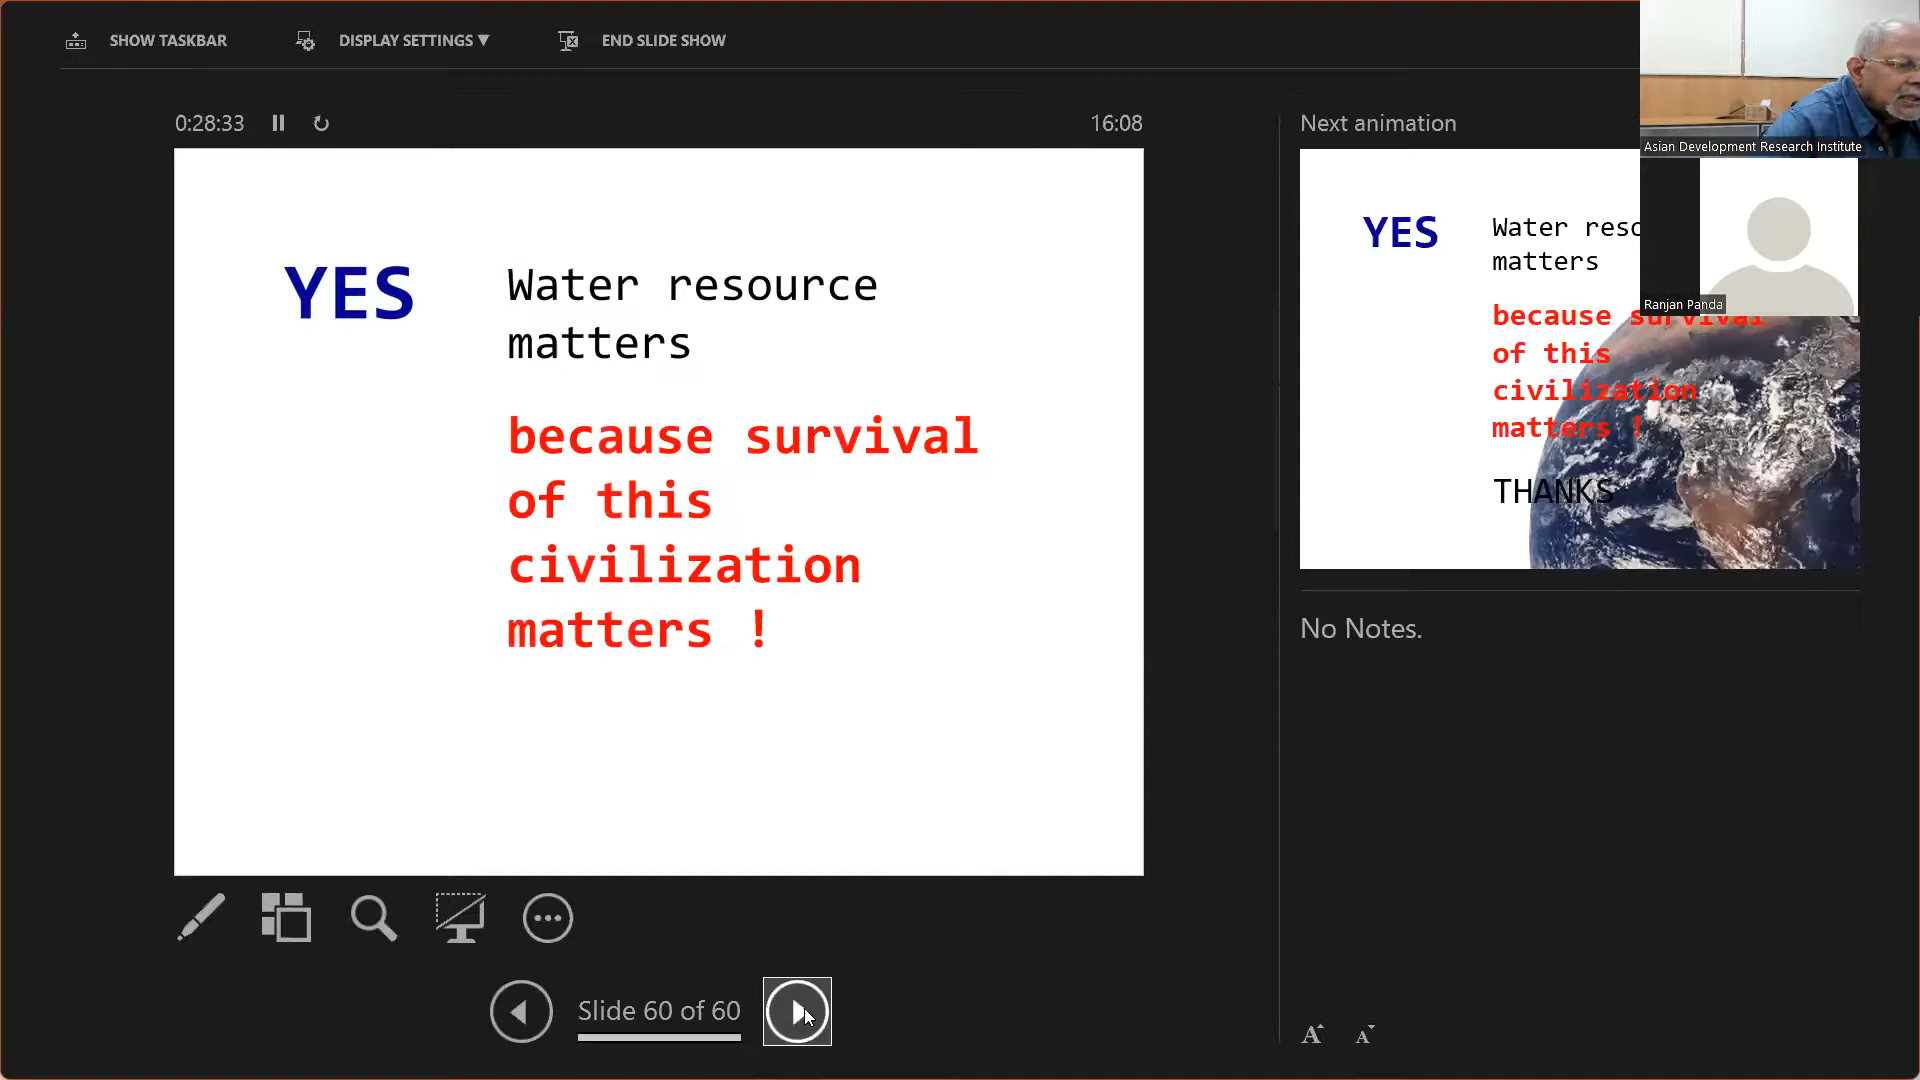 SHOW TASKBAR
DISPLAY SETTINGS ▼
END SLIDE SHOW
0:28:33
16:08
YES
Water resource
matters
because survival
of this
civilization
matters !
Next animation
YES
Water reso
matters
because survival
of this
civilization
matters !
THANKS
No Notes.
Asian Development Research Institute
Ranjan Panda
Slide 60 of 60
A A